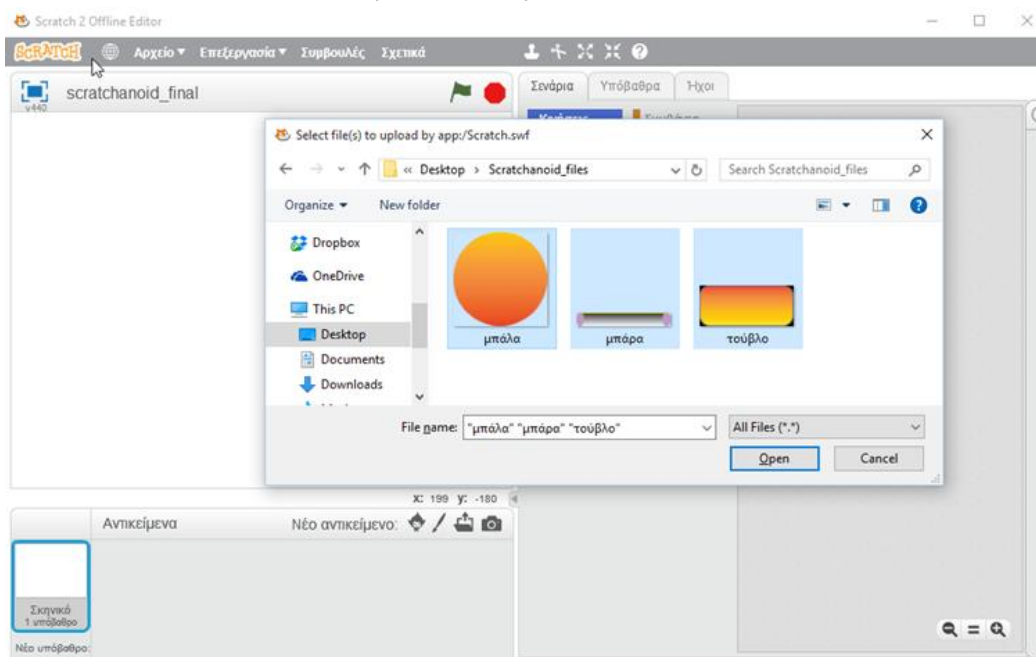 Scratch 2 Offline Editor
SCRATCH Αρχείο Επεξεργασία Συμβουλές Σχετικά
scratchanoid_final
v440
Σενάρια Υπόβαθρα Ήχοι
Select file(s) to upload by app:/Scratch.swf
« Desktop › Scratchanoid_files
Search Scratchanoid_files
Organize New folder
Dropbox
OneDrive
This PC
Desktop
Documents
Downloads
μπάλα μπάρα τούβλο
File name: "μπάλα" "μπάρα" "τούβλο" All Files (*.*)
Open Cancel
X: 199 y: -180
Αντικείμενα Νέο αντικείμενο:
Σκηνικό
1 υπόβαθρο
Νέο υπόβαθρο: